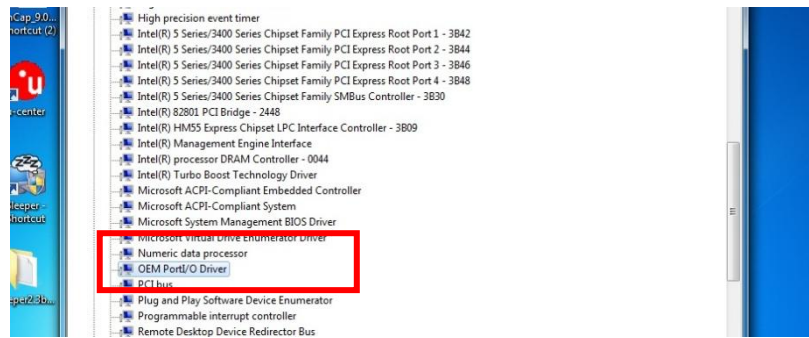 nCap_9.0...
hortcut (2)
High precision event timer
Intel(R) 5 Series/3400 Series Chipset Family PCI Express Root Port 1 - 3B42
Intel(R) 5 Series/3400 Series Chipset Family PCI Express Root Port 2 - 3B44
Intel(R) 5 Series/3400 Series Chipset Family PCI Express Root Port 3 - 3B46
Intel(R) 5 Series/3400 Series Chipset Family PCI Express Root Port 4 - 3B48
Intel(R) 5 Series/3400 Series Chipset Family SMBus Controller - 3B30
-center
Intel(R) 82801 PCI Bridge - 2448
Intel(R) HM55 Express Chipset LPC Interface Controller - 3B09
Intel(R) Management Engine Interface
Intel(R) processor DRAM Controller - 0044
Intel(R) Turbo Boost Technology Driver
Microsoft ACPI-Compliant Embedded Controller
leeper -
Microsoft ACPI-Compliant System
hortcut
Microsoft System Management BIOS Driver
Microsoft Virtual Drive Enumerator Driver
Numeric data processor
OEM PortI/O Driver
PCI bus
Plug and Play Software Device Enumerator
Programmable interrupt controller
Remote Desktop Device Redirector Bus